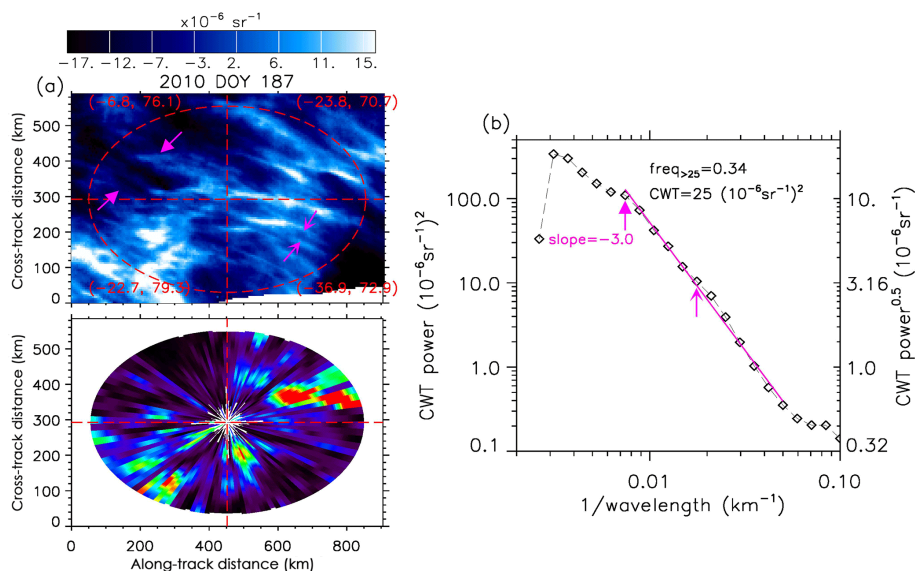 x10⁻⁶ sr⁻¹
−17. −12. −7. −2. 2. 6. 11. 15.
(a)
2010 DOY 187
(−6.8, 76.1) (−23.8, 70.7)
(−22.7, 79.3) (−36.9, 72.9)
Cross-track distance (km)
500
400
300
200
100
0
Cross-track distance (km)
500
400
300
200
100
0
0 200 400 600 800
Along-track distance (km)
(b)
freq>25=0.34
CWT=25 (10⁻⁶sr⁻¹)²
slope=−3.0
CWT power (10⁻⁶sr⁻¹)²
100.0
10.0
1.0
0.1
10.
3.16
1.0
0.32
CWT power⁰·⁵ (10⁻⁶sr⁻¹)
0.01 0.10
1/wavelength (km⁻¹)